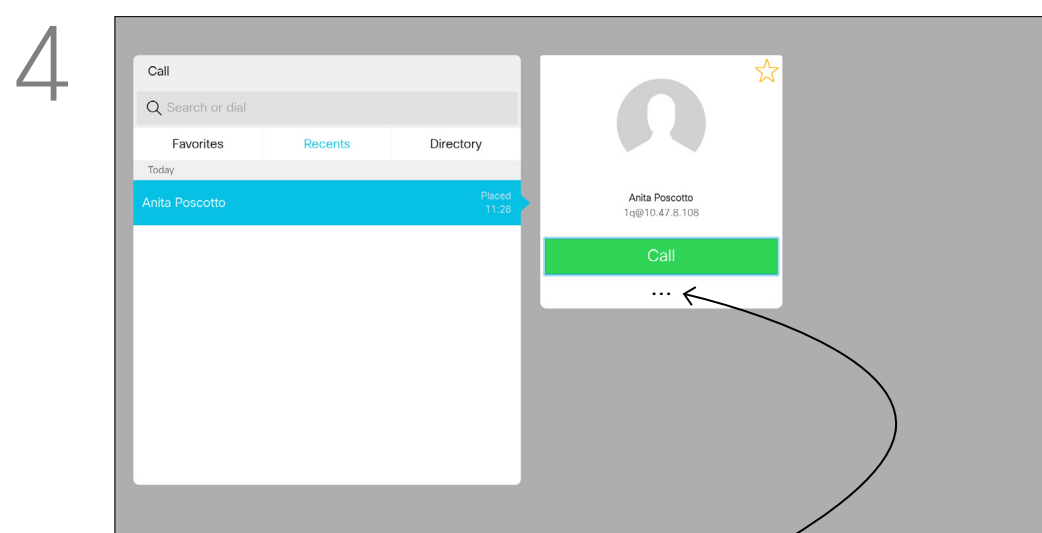 4
Call
Search or dial
Favorites Recents Directory
Today
Anita Poscotto Placed
11:28
Anita Poscotto
1q@10.47.8.108
Call
...